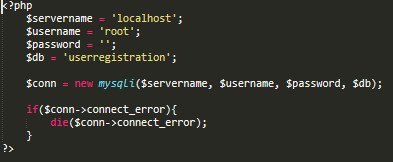 <?php
    $servername = 'localhost';
    $username = 'root';
    $password = '';
    $db = 'userregistration';

    $conn = new mysqli($servername, $username, $password, $db);

    if($conn->connect_error){
        die($conn->connect_error);
    }
?>